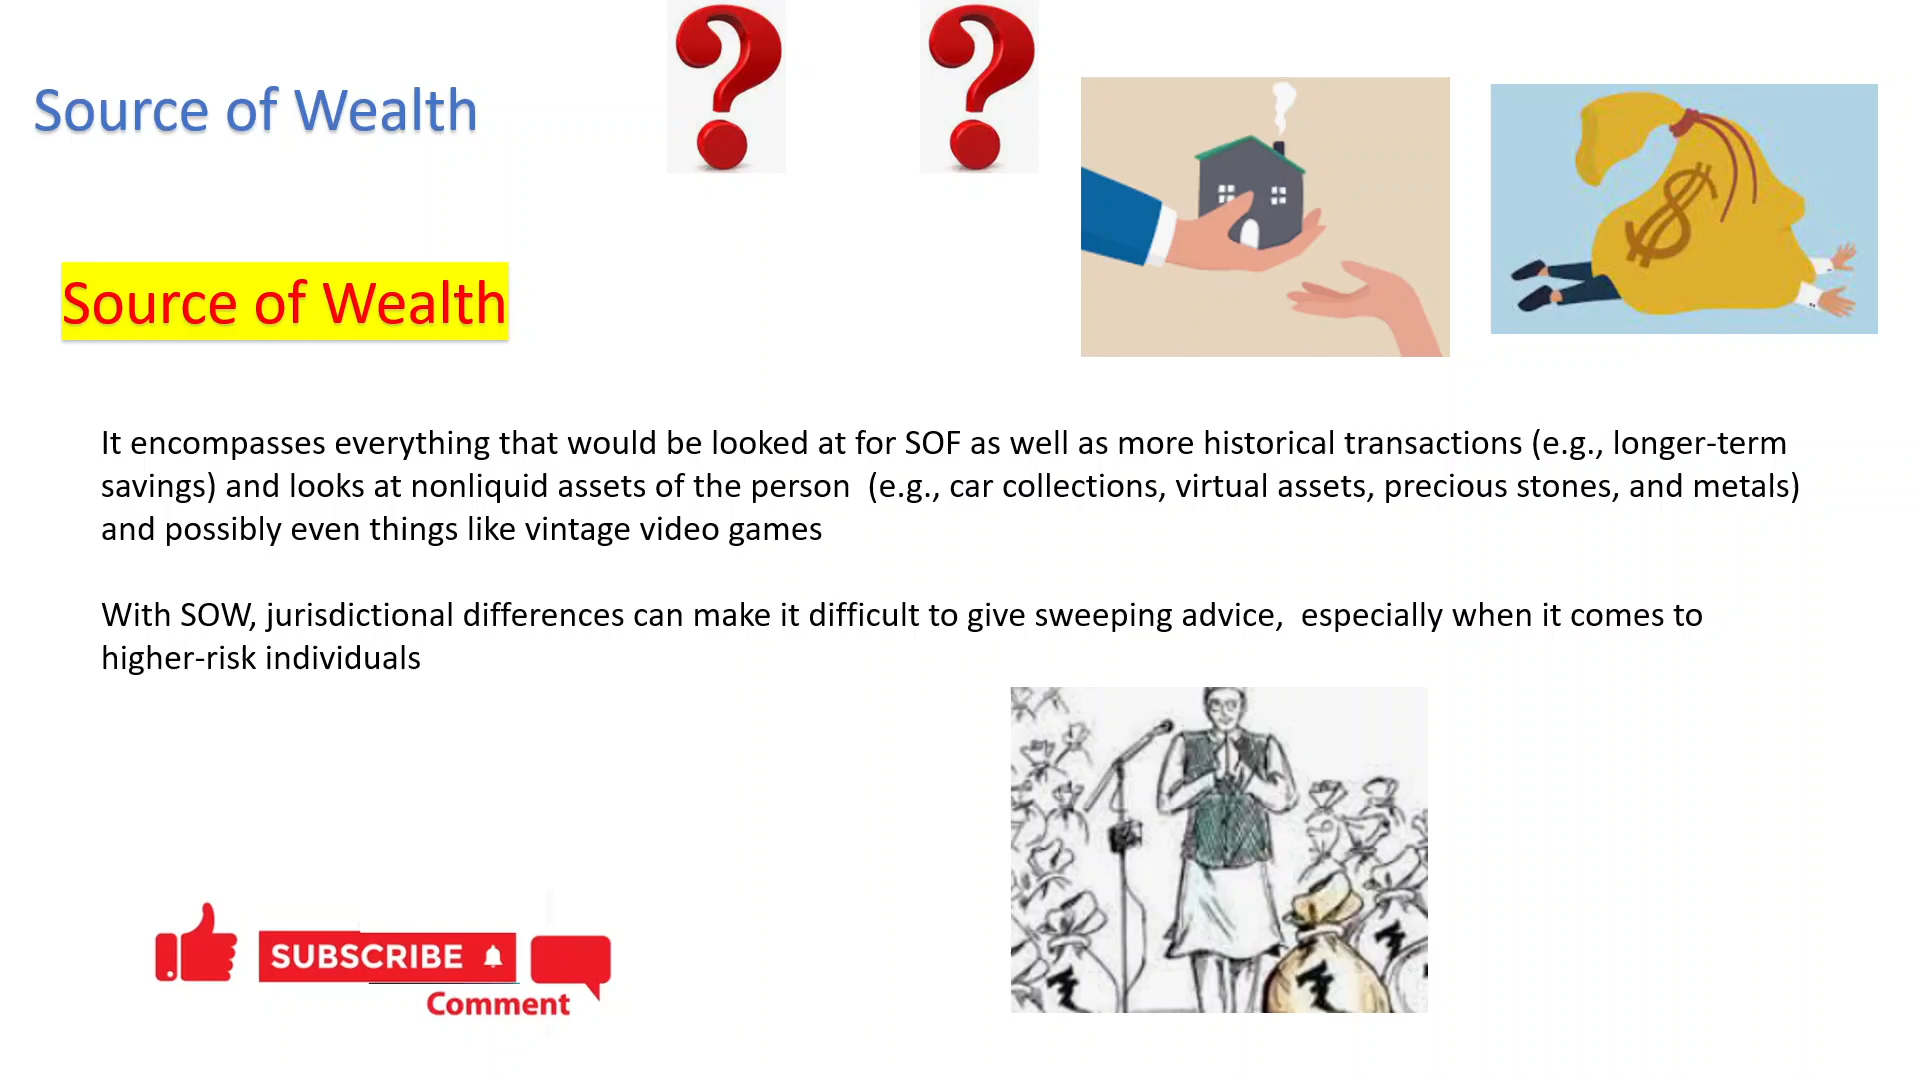 Source of Wealth
Source of Wealth
It encompasses everything that would be looked at for SOF as well as more historical transactions (e.g., longer-term
savings) and looks at nonliquid assets of the person  (e.g., car collections, virtual assets, precious stones, and metals)
and possibly even things like vintage video games
With SOW, jurisdictional differences can make it difficult to give sweeping advice,  especially when it comes to
higher-risk individuals
SUBSCRIBE
Comment